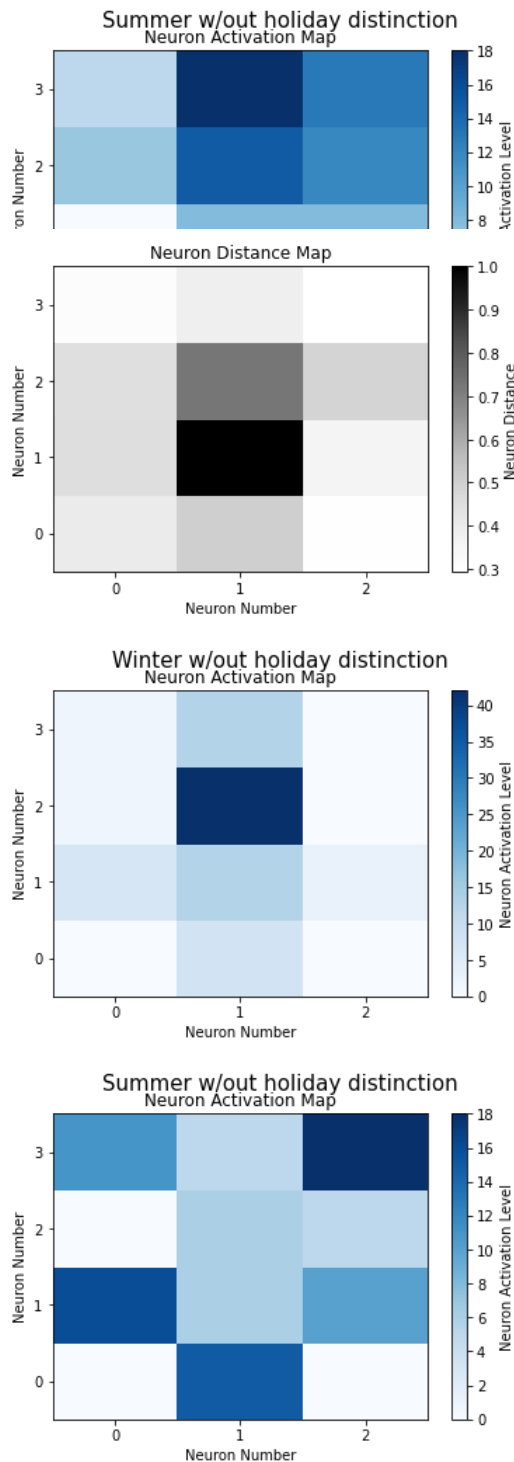 Summer w/out holiday distinction
Neuron Activation Map
3
2
ron Number
18
16
14
12
10
8
Activation Level
Neuron Distance Map
3
2
1
0
Neuron Number
0 1 2
Neuron Number
1.0
0.9
0.8
0.7
0.6
0.5
0.4
0.3
Neuron Distance
Winter w/out holiday distinction
Neuron Activation Map
3
2
1
0
Neuron Number
0 1 2
Neuron Number
40
35
30
25
20
15
10
5
0
Neuron Activation Level
Summer w/out holiday distinction
Neuron Activation Map
3
2
1
0
Neuron Number
0 1 2
Neuron Number
18
16
14
12
10
8
6
4
2
0
Neuron Activation Level